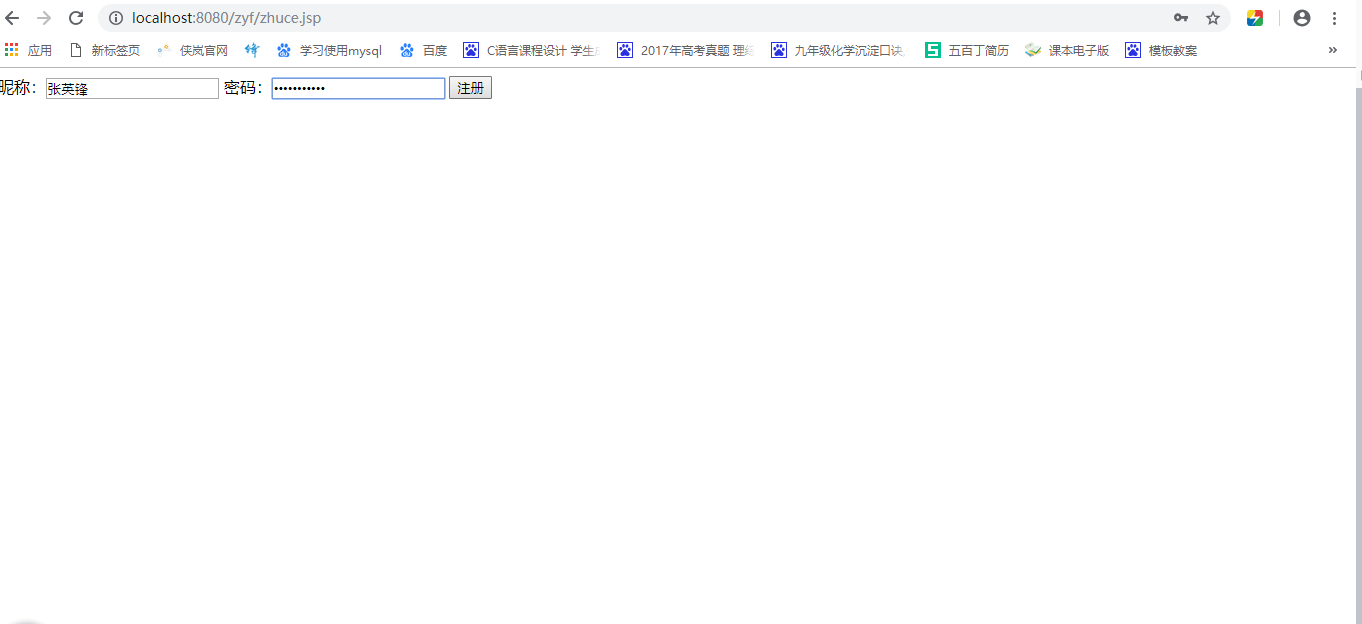 localhost:8080/zyf/zhuce.jsp
应用 新标签页 侠岚官网 锋 学习使用mysql 百度 C语言课程设计 学生 2017年高考真题 理综 九年级化学沉淀口诀 五百丁简历 课本电子版 模板教案 »
昵称: 张英锋 密码: ••••••••••• 注册